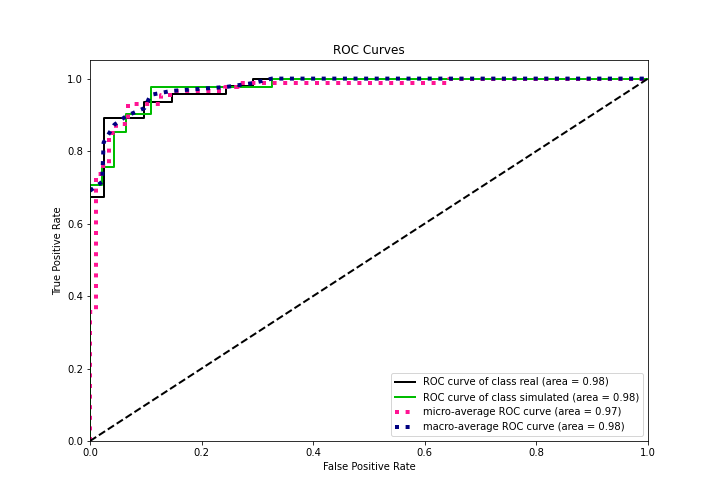 ROC Curves
True Positive Rate
1.0
0.8
0.6
0.4
0.2
0.0
0.0 0.2 0.4 0.6 0.8 1.0
False Positive Rate
ROC curve of class real (area = 0.98)
ROC curve of class simulated (area = 0.98)
micro-average ROC curve (area = 0.97)
macro-average ROC curve (area = 0.98)